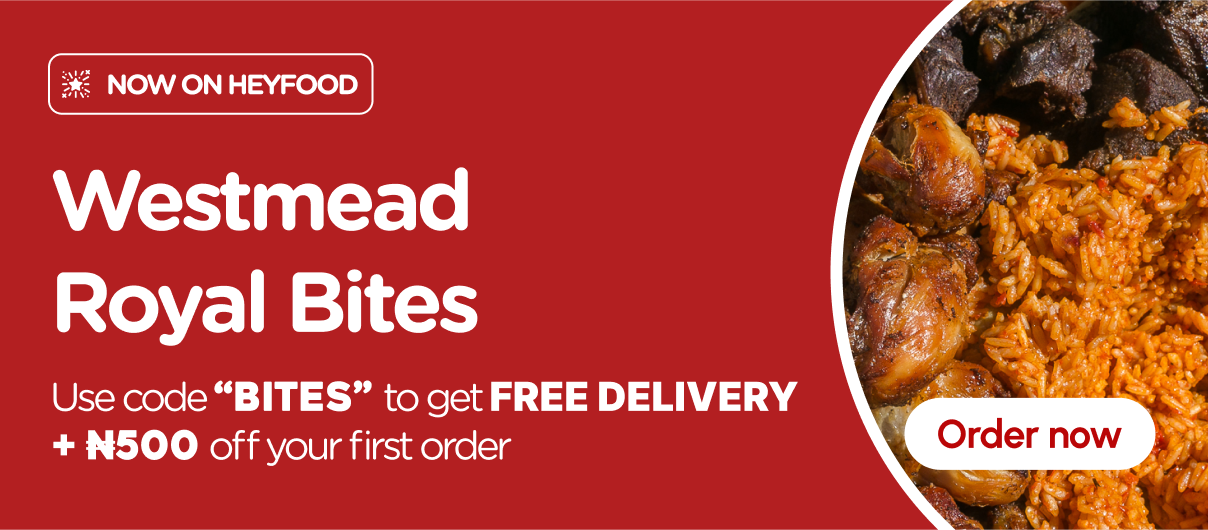 NOW ON HEYFOOD
Westmead
Royal Bites
Use code “BITES” to get FREE DELIVERY
+ ₦500 off your first order
Order now